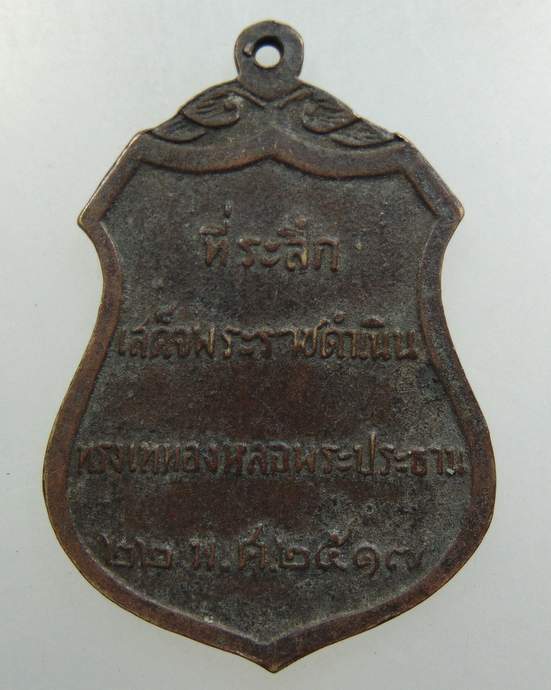 ที่ระลึก
เสด็จพระราชดำเนิน
ทรงเททองหล่อพระประธาน
๒๒ พ.ศ.๒๕๑๗